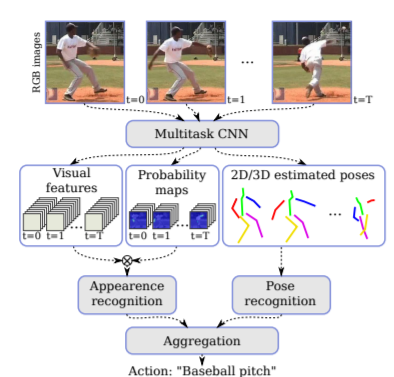 RGB images
t=0
t=1
...
t=T
Multitask CNN
Visual
features
t=0 t=1 ... t=T
Probability
maps
t=0 t=1 ... t=T
2D/3D estimated poses
...
⊗
Appearence
recognition
Pose
recognition
Aggregation
Action: "Baseball pitch"